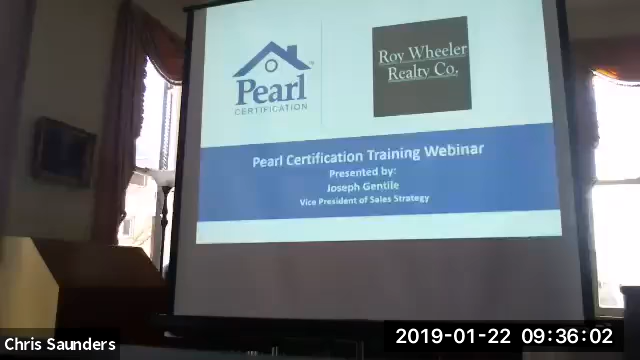 Pearl
CERTIFICATION
Roy Wheeler
Realty Co.
Pearl Certification Training Webinar
Presented by:
Joseph Gentile
Vice President of Sales Strategy
Chris Saunders
2019-01-22 09:36:02